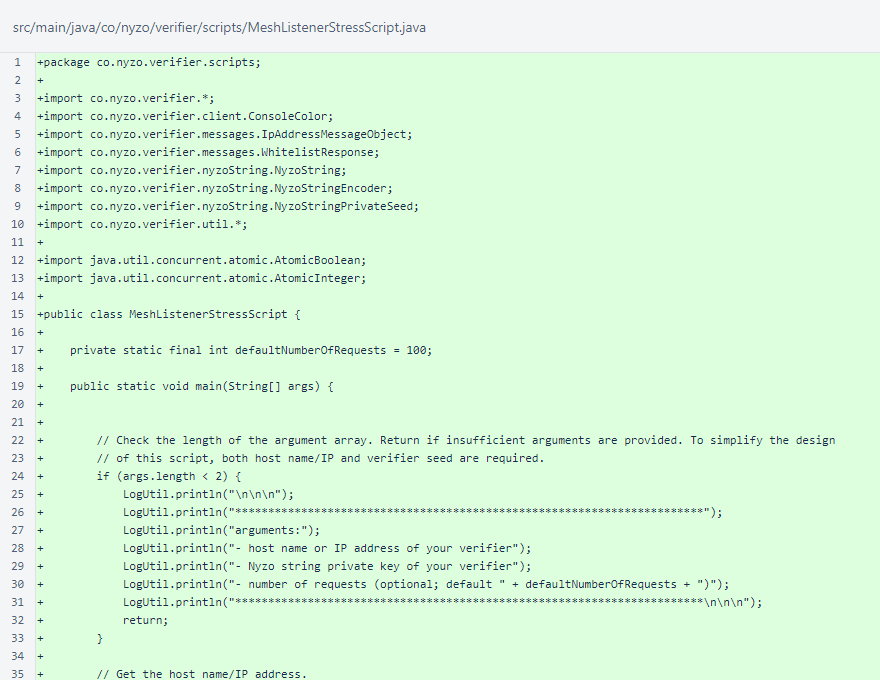 src/main/java/co/nyzo/verifier/scripts/MeshListenerStressScript.java
1 +package co.nyzo.verifier.scripts;
2 +
3 +import co.nyzo.verifier.*;
4 +import co.nyzo.verifier.client.ConsoleColor;
5 +import co.nyzo.verifier.messages.IpAddressMessageObject;
6 +import co.nyzo.verifier.messages.WhitelistResponse;
7 +import co.nyzo.verifier.nyzoString.NyzoString;
8 +import co.nyzo.verifier.nyzoString.NyzoStringEncoder;
9 +import co.nyzo.verifier.nyzoString.NyzoStringPrivateSeed;
10 +import co.nyzo.verifier.util.*;
11 +
12 +import java.util.concurrent.atomic.AtomicBoolean;
13 +import java.util.concurrent.atomic.AtomicInteger;
14 +
15 +public class MeshListenerStressScript {
16 +
17 +    private static final int defaultNumberOfRequests = 100;
18 +
19 +    public static void main(String[] args) {
20 +
21 +
22 +        // Check the length of the argument array. Return if insufficient arguments are provided. To simplify the design
23 +        // of this script, both host name/IP and verifier seed are required.
24 +        if (args.length < 2) {
25 +            LogUtil.println("\n\n\n");
26 +            LogUtil.println("***********************************************************************");
27 +            LogUtil.println("arguments:");
28 +            LogUtil.println("- host name or IP address of your verifier");
29 +            LogUtil.println("- Nyzo string private key of your verifier");
30 +            LogUtil.println("- number of requests (optional; default " + defaultNumberOfRequests + ")");
31 +            LogUtil.println("***********************************************************************\n\n\n");
32 +            return;
33 +        }
34 +
35 +        // Get the host name/IP address.